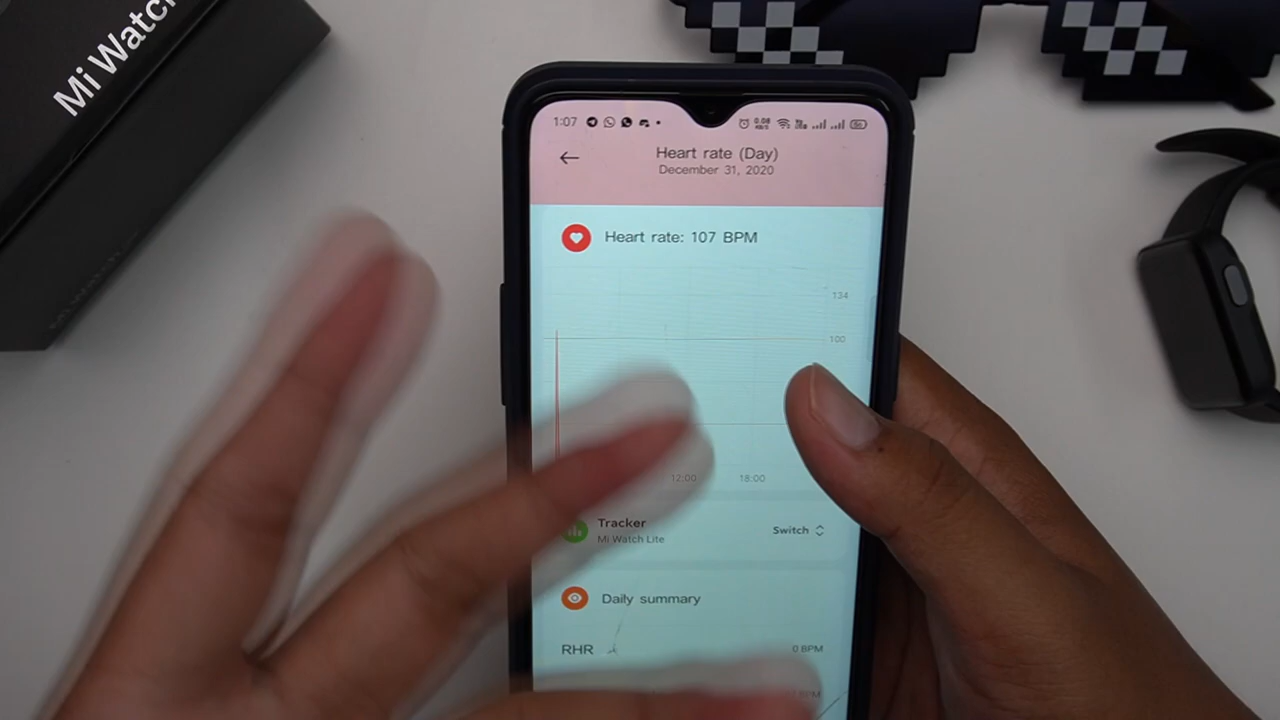 Mi Watch
1:07
Heart rate (Day)
December 31, 2020
Heart rate: 107 BPM
134
100
12:00
18:00
Tracker
Mi Watch Lite
Switch
Daily summary
RHR
0 BPM